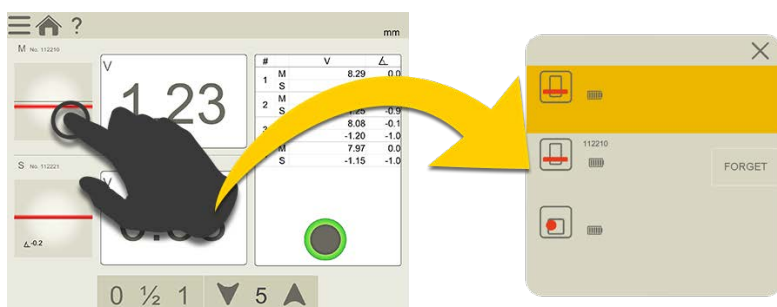 ?
mm
M No. 112210
V
1.23
# V ∡
1 M 8.29 0.0
S
2 M
S -1.25 -0.9
3 8.08 -0.1
-1.20 -1.0
M 7.97 0.0
S -1.15 -1.0
S No. 112221
V
∡-0.2
0 ½ 1 5
112210
FORGET